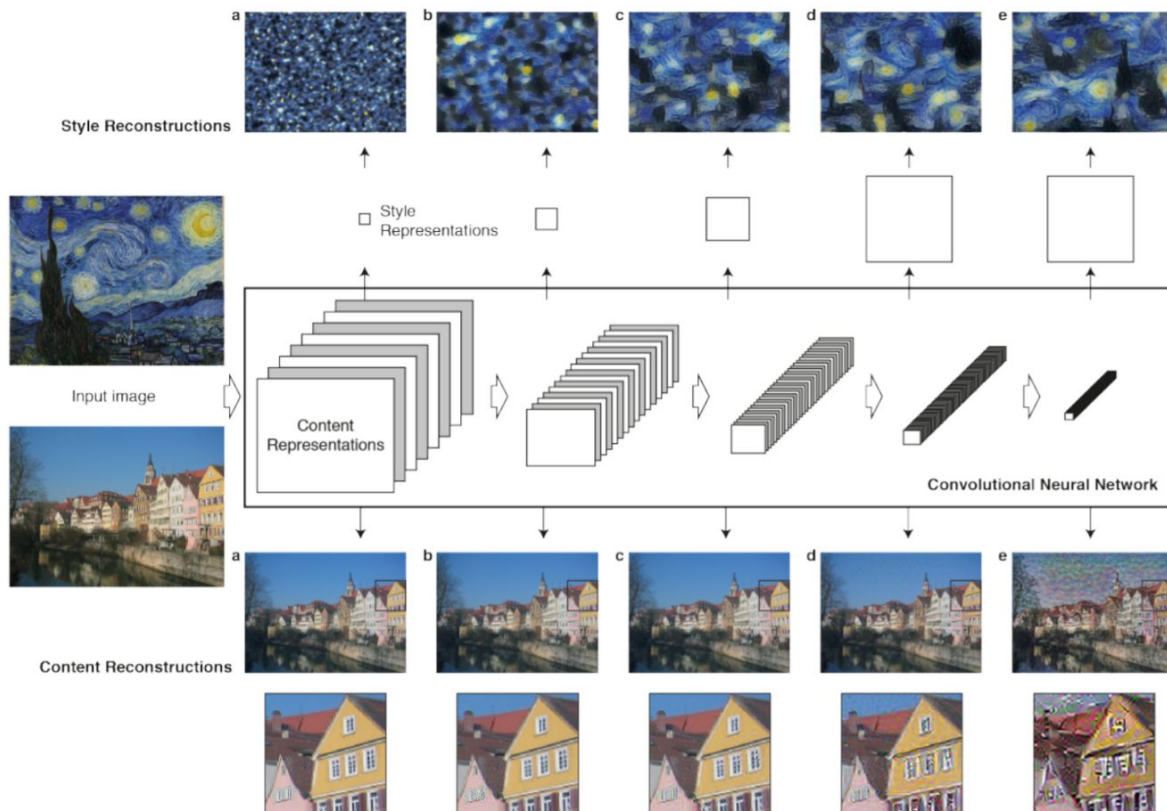 a b c d e
Style Reconstructions
Style
Representations
Input image
Content
Representations
Convolutional Neural Network
a b c d e
Content Reconstructions